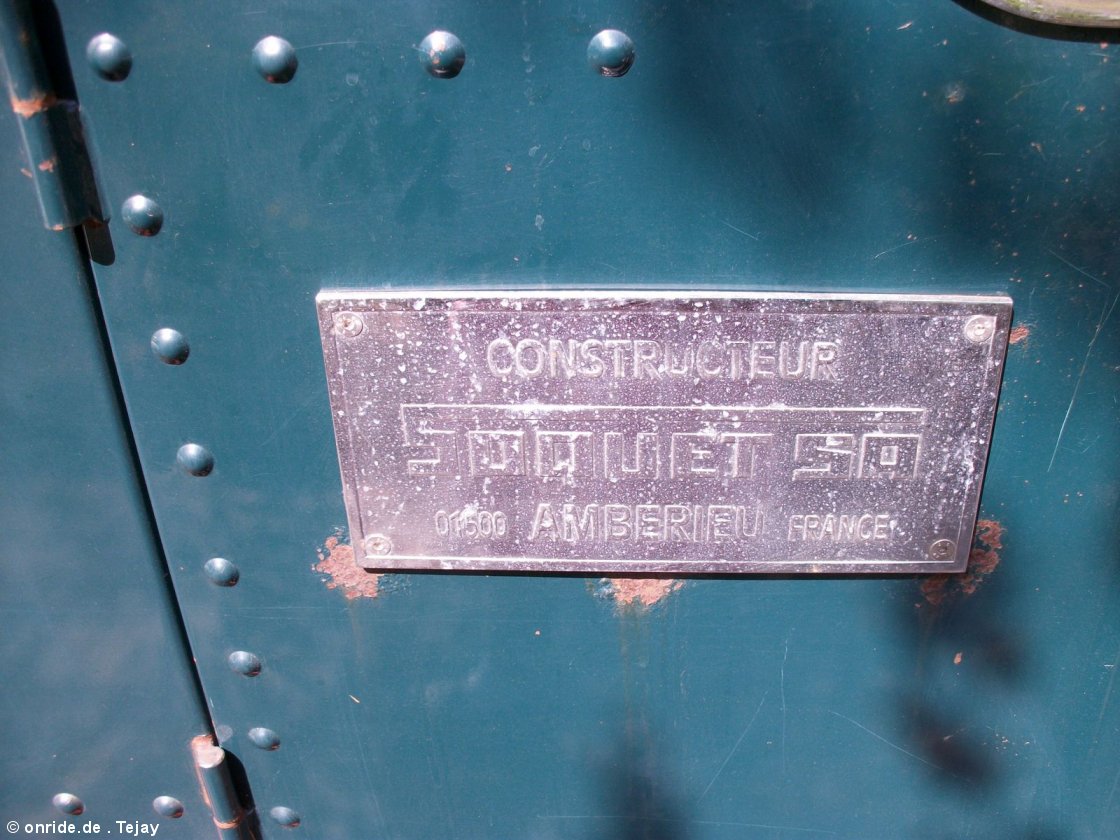 CONSTRUCTEUR
SOQUET SA
01500 AMBERIEU FRANCE
© onride.de . Tejay